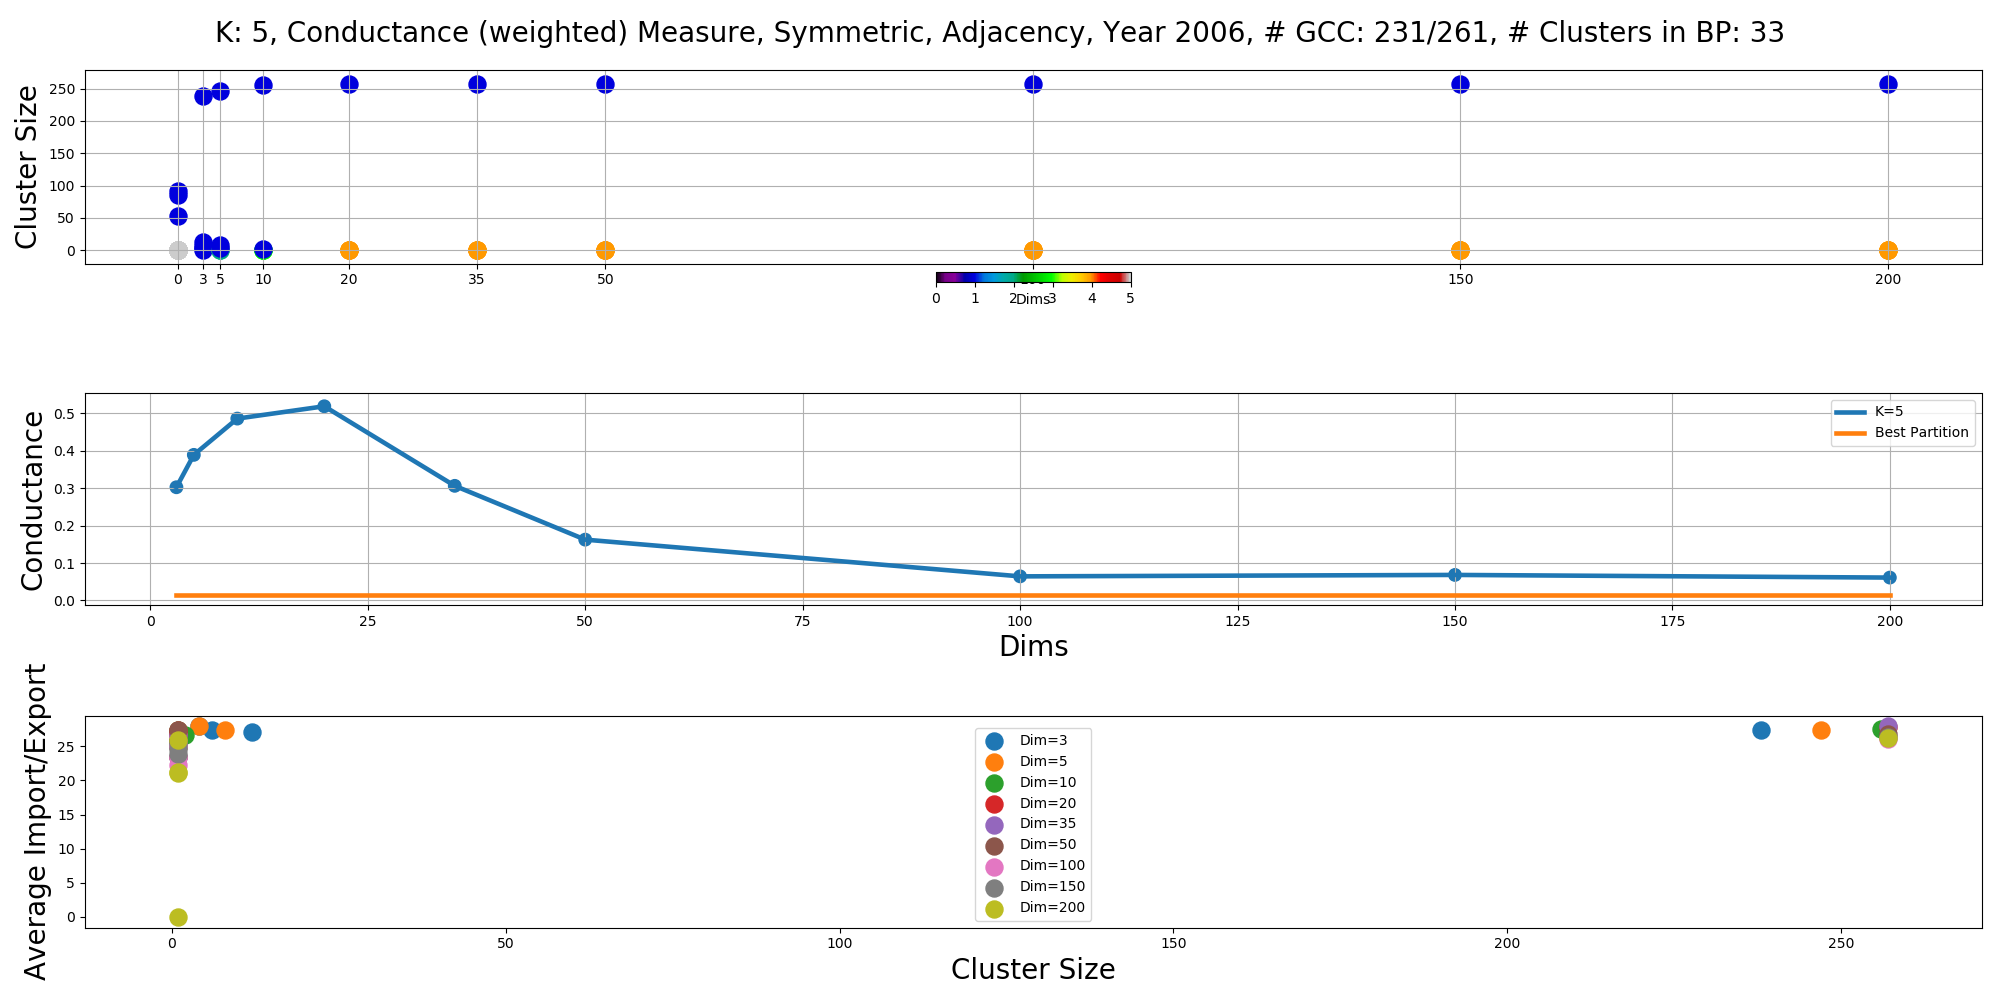 K: 5, Conductance (weighted) Measure, Symmetric, Adjacency, Year 2006, # GCC: 231/261, # Clusters in BP: 33
Cluster Size
250
200
150
100
50
0
0 3 5 10 20 35 50 150 200
0 1 2 3 4 5
Dims
Conductance
0.5
0.4
0.3
0.2
0.1
0.0
K=5
Best Partition
0 25 50 75 100 125 150 175 200
Dims
Average Import/Export
25
20
15
10
5
0
Dim=3
Dim=5
Dim=10
Dim=20
Dim=35
Dim=50
Dim=100
Dim=150
Dim=200
0 50 100 150 200 250
Cluster Size